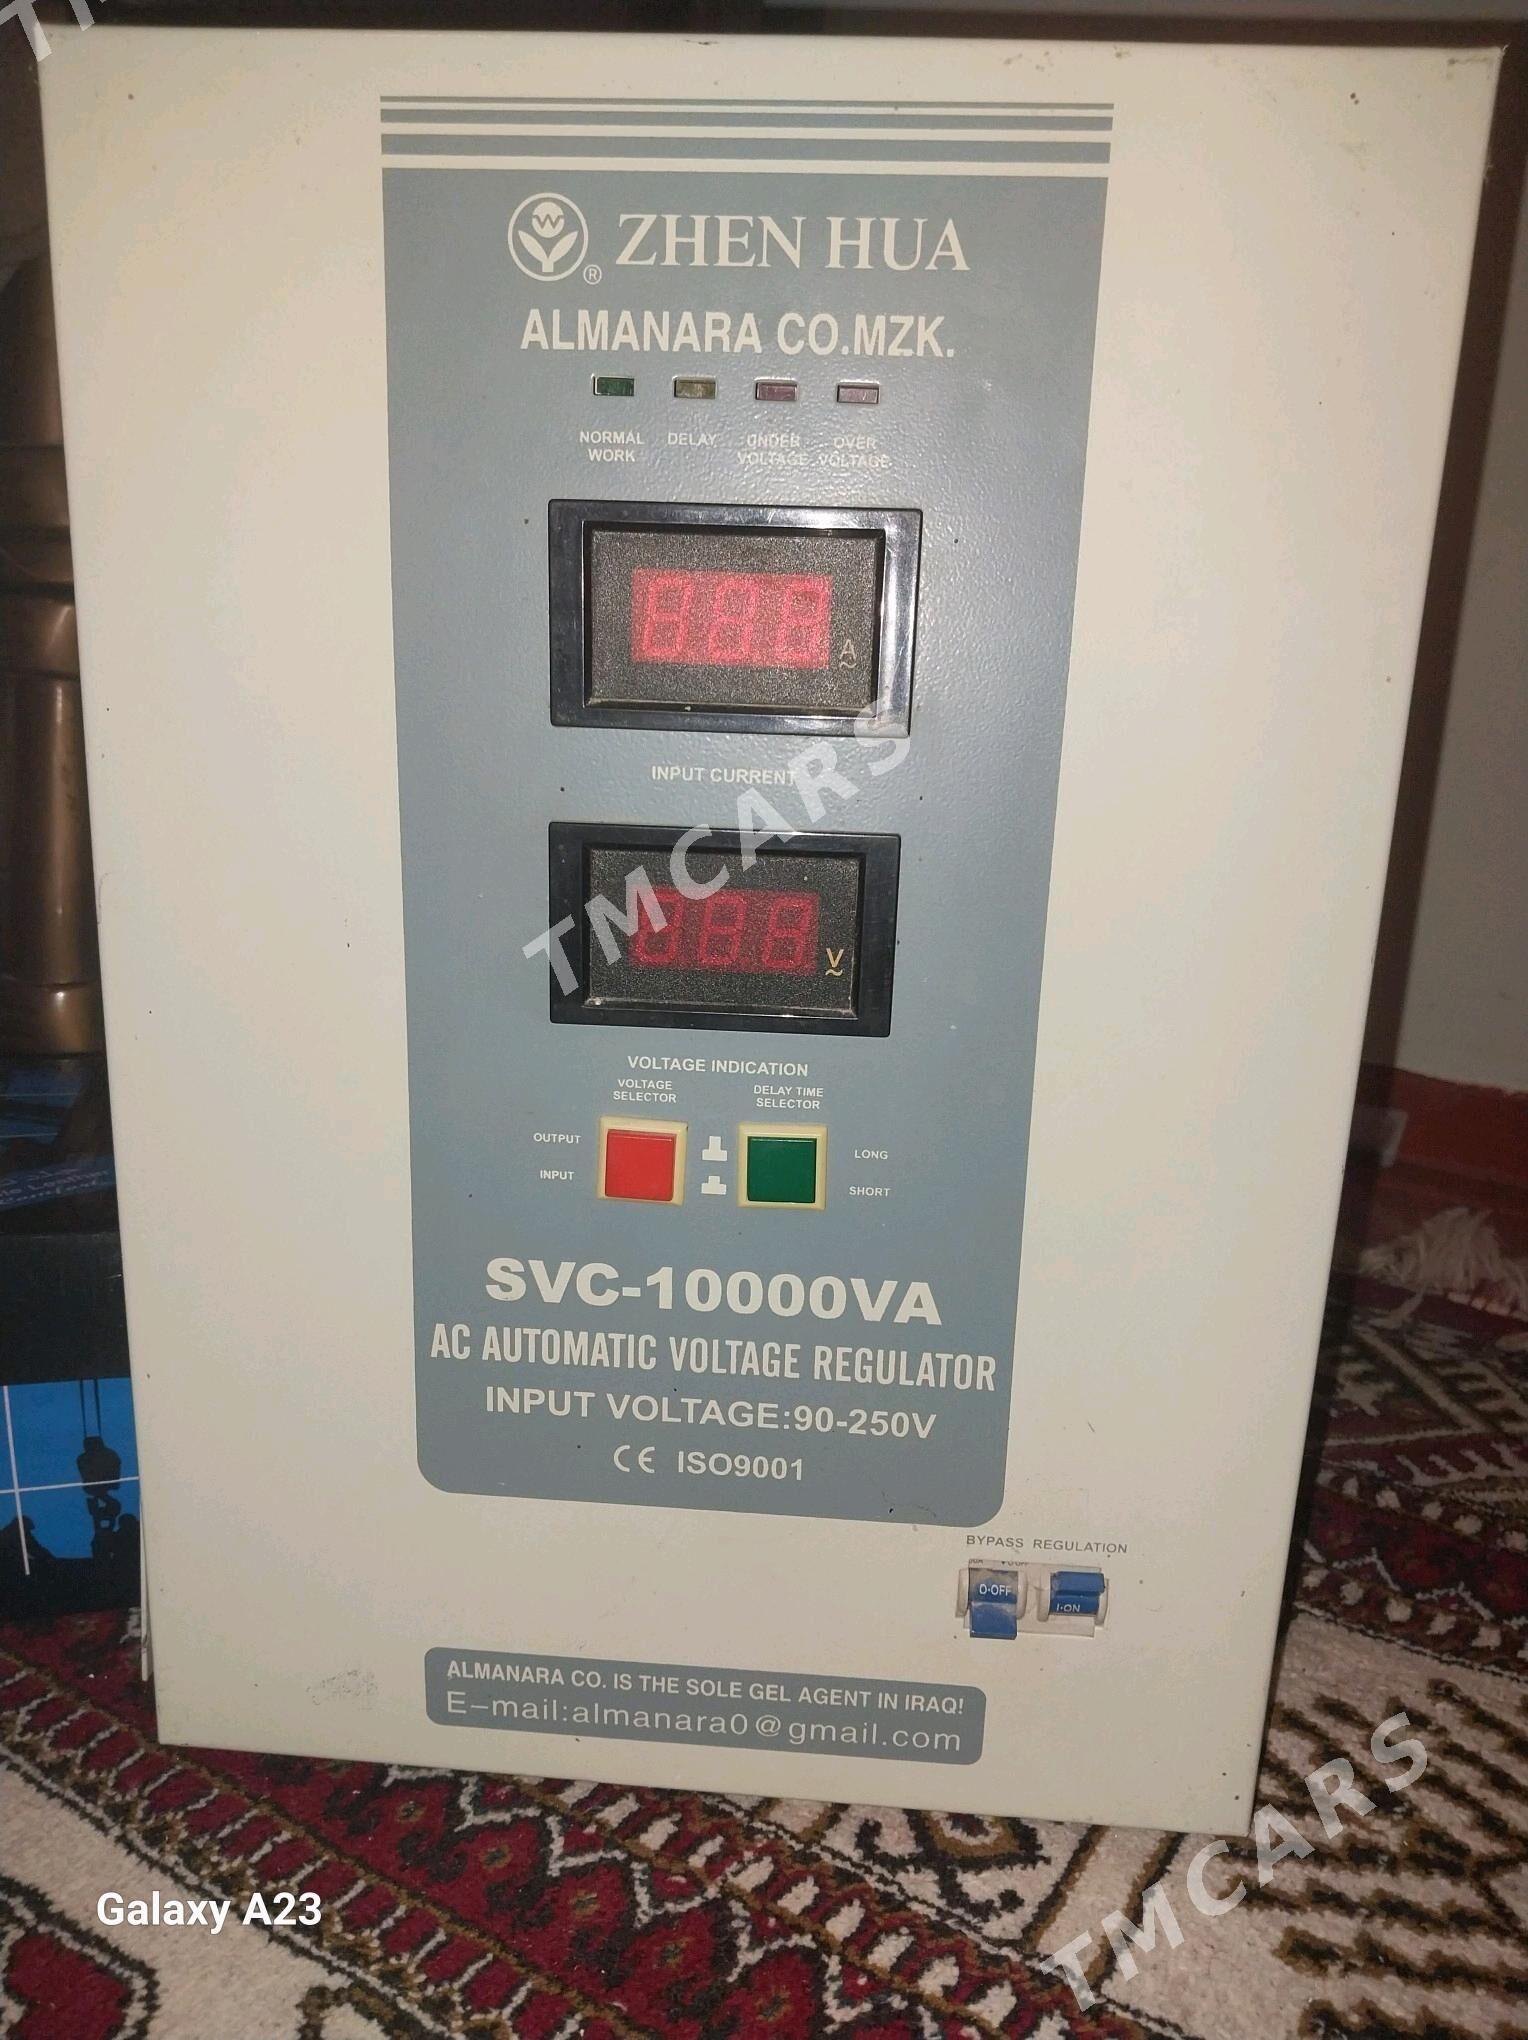 ZHEN HUA
®
ALMANARA CO.MZK.
NORMAL WORK
DELAY
UNDER VOLTAGE
OVER VOLTAGE
A
INPUT CURRENT
V
VOLTAGE INDICATION
VOLTAGE SELECTOR
DELAY TIME SELECTOR
OUTPUT
INPUT
LONG
SHORT
SVC-10000VA
AC AUTOMATIC VOLTAGE REGULATOR
INPUT VOLTAGE:90-250V
CE ISO9001
BYPASS REGULATION
O-OFF
I-ON
ALMANARA CO. IS THE SOLE GEL AGENT IN IRAQ!
E-mail:almanara0@gmail.com
Galaxy A23
TMCARS
TMCARS